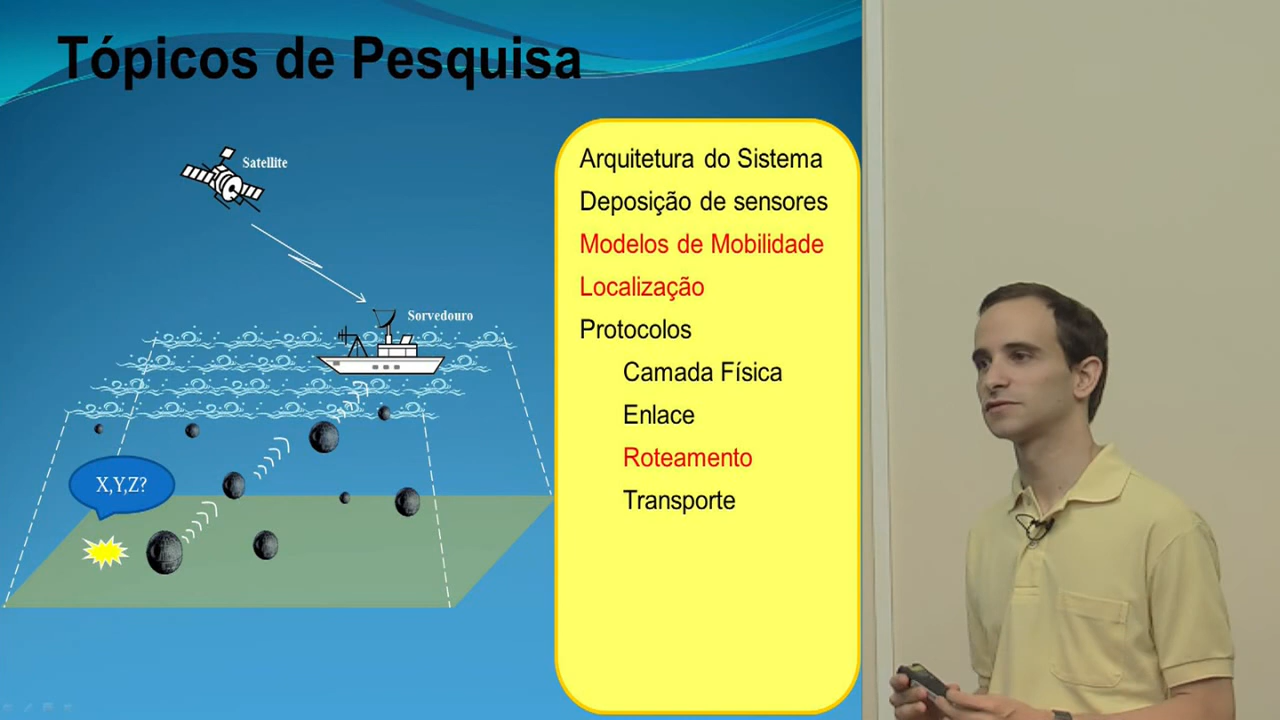 Tópicos de Pesquisa
Satellite
Sorvedouro
X,Y,Z?
Arquitetura do Sistema
Deposição de sensores
Modelos de Mobilidade
Localização
Protocolos
Camada Física
Enlace
Roteamento
Transporte